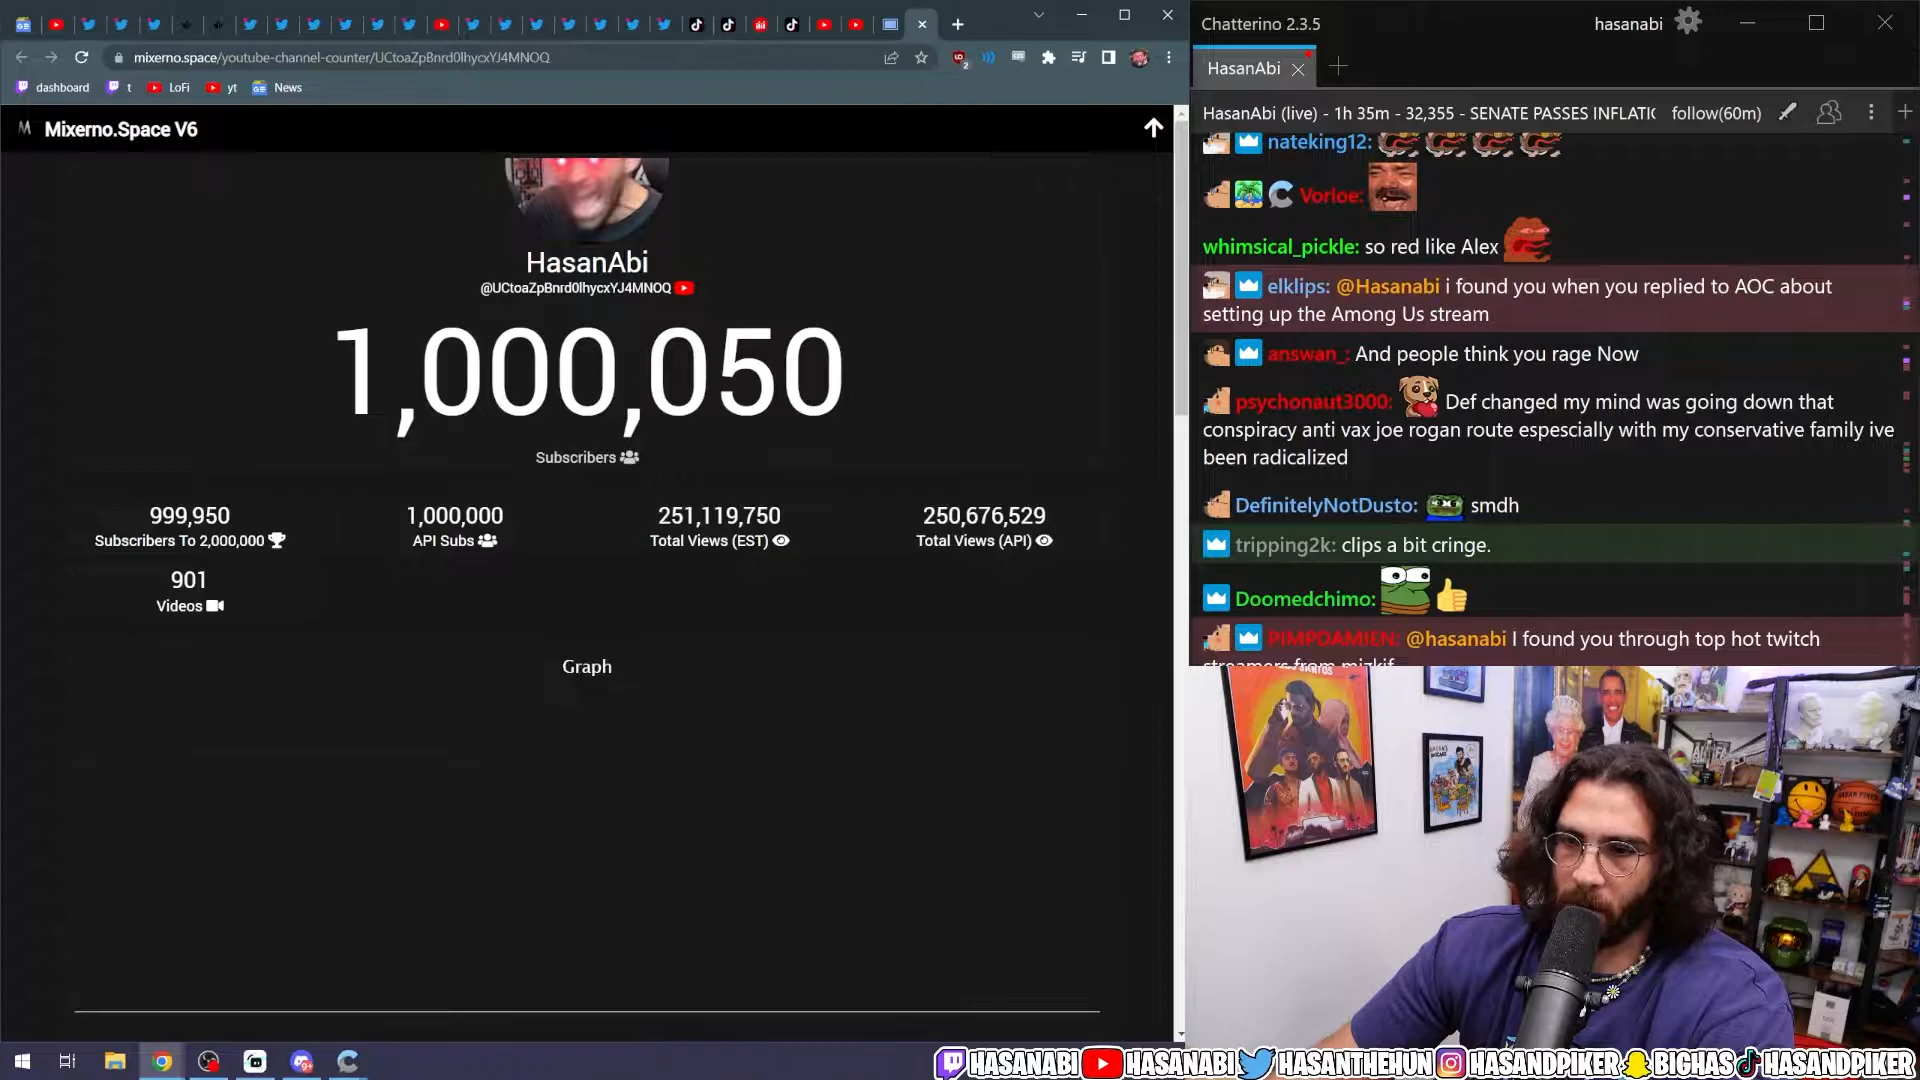 mixerno.space/youtube-channel-counter/UCtoaZpBnrd0lhycxYJ4MNOQ
dashboard
t
LoFi
yt
News
Mixerno.Space V6
HasanAbi
@UCtoaZpBnrd0lhycxYJ4MNOQ
1,000,050
Subscribers
999,950
Subscribers To 2,000,000
1,000,000
API Subs
251,119,750
Total Views (EST)
250,676,529
Total Views (API)
901
Videos
Graph
Chatterino 2.3.5
hasanabi
HasanAbi
HasanAbi (live) - 1h 35m - 32,355 - SENATE PASSES INFLATI
follow(60m)
nateking12:
Vorloe:
whimsical_pickle: so red like Alex
elklips: @Hasanabi i found you when you replied to AOC about
setting up the Among Us stream
answan_: And people think you rage Now
psychonaut3000: Def changed my mind was going down that
conspiracy anti vax joe rogan route espescially with my conservative family ive
been radicalized
DefinitelyNotDusto: smdh
tripping2k: clips a bit cringe.
Doomedchimo:
PIMPDAMIEN: @hasanabi I found you through top hot twitch
streamers from mizkif
HASANABI
HASANABI
HASANTHEHUN
HASANDPIKER
BIGHAS
HASANDPIKER